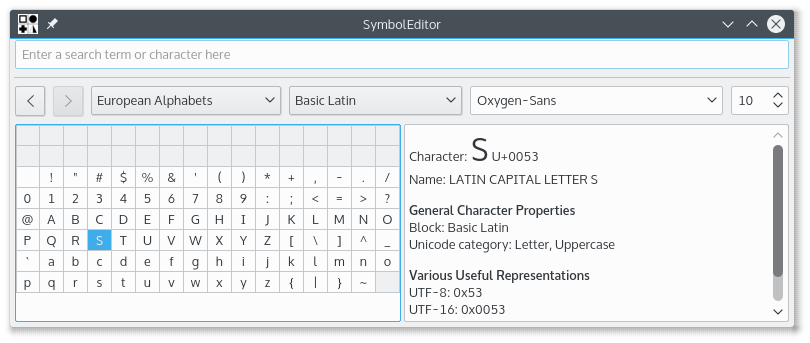 SymbolEditor
Enter a search term or character here
European Alphabets Basic Latin Oxygen-Sans 10
! " # $ % & ' ( ) * + , - . /
0 1 2 3 4 5 6 7 8 9 : ; < = > ?
@ A B C D E F G H I J K L M N O
P Q R S T U V W X Y Z [ \ ] ^ _
` a b c d e f g h i j k l m n o
p q r s t u v w x y z { | } ~
Character: S U+0053
Name: LATIN CAPITAL LETTER S
General Character Properties
Block: Basic Latin
Unicode category: Letter, Uppercase
Various Useful Representations
UTF-8: 0x53
UTF-16: 0x0053